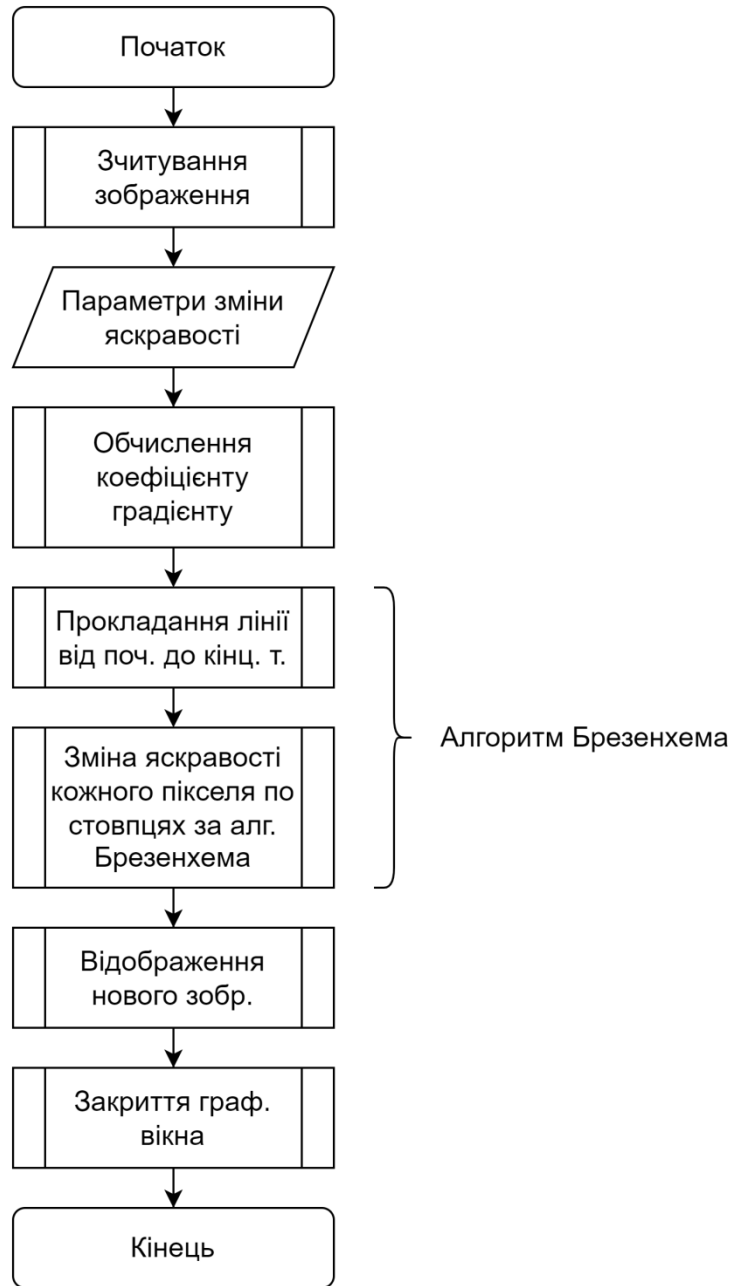 Початок
Зчитування
зображення
Параметри зміни
яскравості
Обчислення
коефіцієнту
градієнту
Прокладання лінії
від поч. до кінц. т.
Зміна яскравості
кожного пікселя по
стовпцях за алг.
Брезенхема
Алгоритм Брезенхема
Відображення
нового зобр.
Закриття граф.
вікна
Кінець